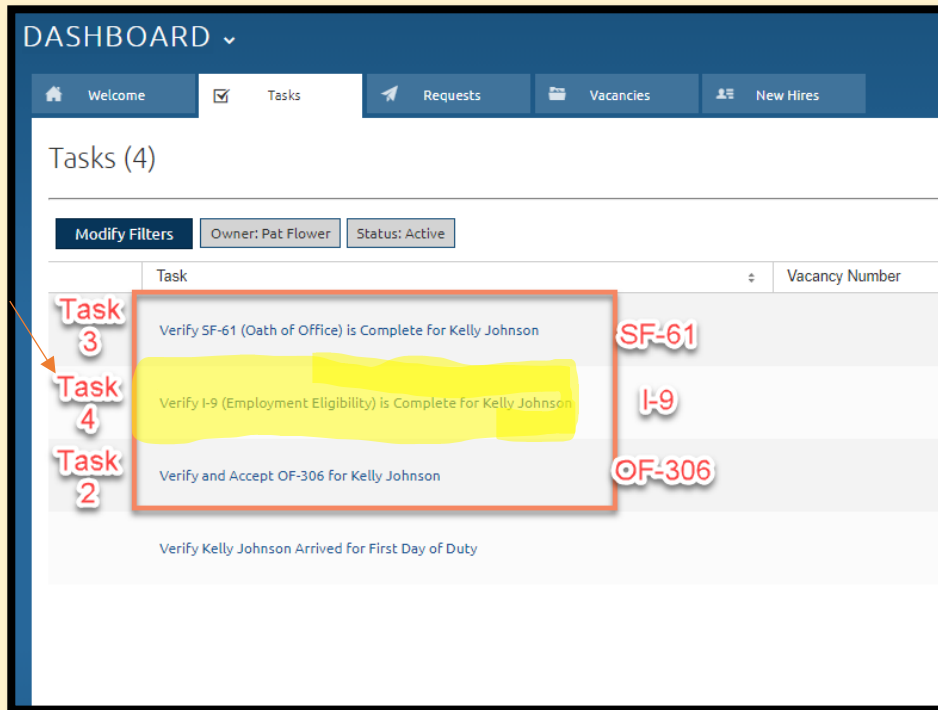 DASHBOARD
Welcome Tasks Requests Vacancies New Hires
Tasks (4)
Modify Filters Owner: Pat Flower Status: Active
Task Vacancy Number
Task
3
Verify SF-61 (Oath of Office) is Complete for Kelly Johnson
SF-61
Task
4
Verify I-9 (Employment Eligibility) is Complete for Kelly Johnson
I-9
Task
2
Verify and Accept OF-306 for Kelly Johnson
OF-306
Verify Kelly Johnson Arrived for First Day of Duty